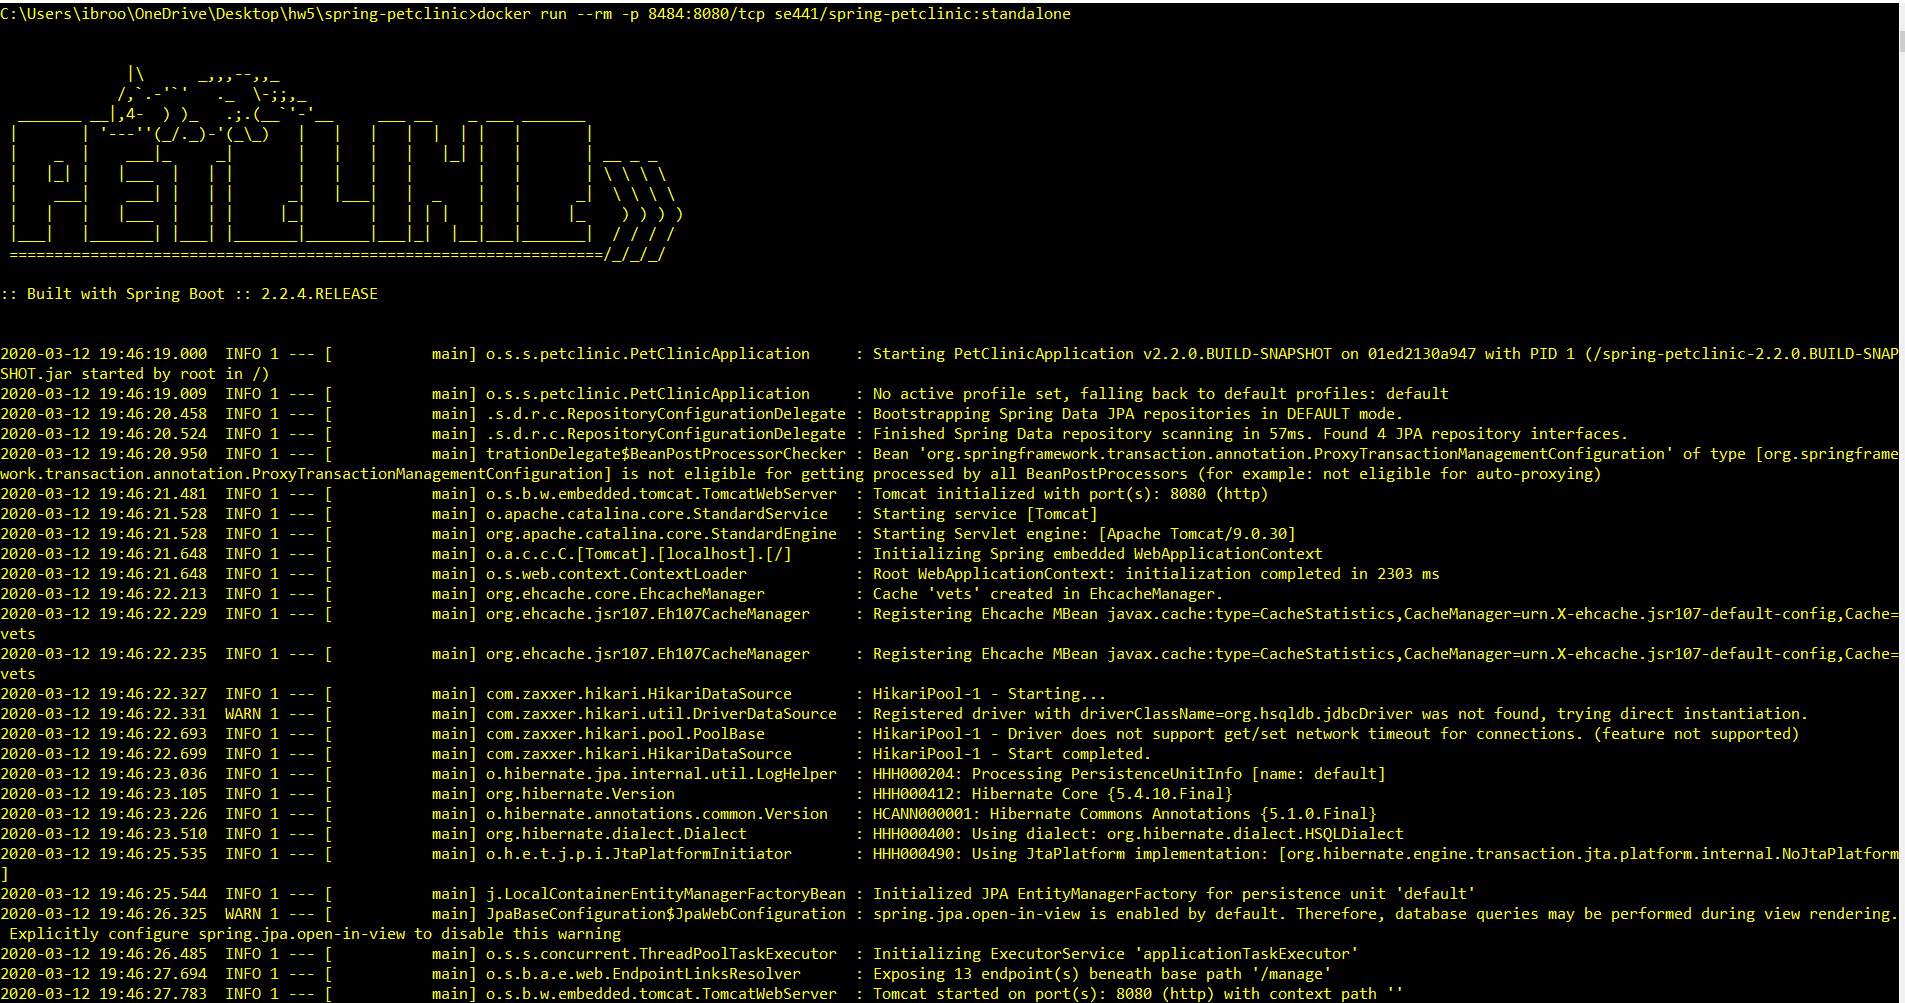 C:\Users\ibroo\OneDrive\Desktop\hw5\spring-petclinic>docker run --rm -p 8484:8080/tcp se441/spring-petclinic:standalone
              |\      _,,,--,,_
             /,`.-'`'   ._  \-;;,_
  _______ __|,4-  ) )_   .;.(__`'-'__     ___ __    _ ___ _______
 |       | '---''(_/._)-'(_\_)   |   |   |   |  |  | |   |       |
 |    _  |    ___|_     _|       |   |   |   |   |_| |   |       | __ _ _
 |   |_| |   |___  |   | |       |   |   |   |       |   |       | \ \ \ \
 |    ___|    ___| |   | |      _|   |___|   |  _    |   |      _|  \ \ \ \
 |   |   |   |___  |   | |     |_|       |   | | |   |   |     |_    ) ) ) )
 |___|   |_______| |___| |_______|_______|___|_|  |__|___|_______|  / / / /
 ==================================================================/_/_/_/
:: Built with Spring Boot :: 2.2.4.RELEASE
2020-03-12 19:46:19.000  INFO 1 --- [           main] o.s.s.petclinic.PetClinicApplication     : Starting PetClinicApplication v2.2.0.BUILD-SNAPSHOT on 01ed2130a947 with PID 1 (/spring-petclinic-2.2.0.BUILD-SNAP
SHOT.jar started by root in /)
2020-03-12 19:46:19.009  INFO 1 --- [           main] o.s.s.petclinic.PetClinicApplication     : No active profile set, falling back to default profiles: default
2020-03-12 19:46:20.458  INFO 1 --- [           main] .s.d.r.c.RepositoryConfigurationDelegate : Bootstrapping Spring Data JPA repositories in DEFAULT mode.
2020-03-12 19:46:20.524  INFO 1 --- [           main] .s.d.r.c.RepositoryConfigurationDelegate : Finished Spring Data repository scanning in 57ms. Found 4 JPA repository interfaces.
2020-03-12 19:46:20.950  INFO 1 --- [           main] trationDelegate$BeanPostProcessorChecker : Bean 'org.springframework.transaction.annotation.ProxyTransactionManagementConfiguration' of type [org.springframe
work.transaction.annotation.ProxyTransactionManagementConfiguration] is not eligible for getting processed by all BeanPostProcessors (for example: not eligible for auto-proxying)
2020-03-12 19:46:21.481  INFO 1 --- [           main] o.s.b.w.embedded.tomcat.TomcatWebServer  : Tomcat initialized with port(s): 8080 (http)
2020-03-12 19:46:21.528  INFO 1 --- [           main] o.apache.catalina.core.StandardService   : Starting service [Tomcat]
2020-03-12 19:46:21.528  INFO 1 --- [           main] org.apache.catalina.core.StandardEngine  : Starting Servlet engine: [Apache Tomcat/9.0.30]
2020-03-12 19:46:21.648  INFO 1 --- [           main] o.a.c.c.C.[Tomcat].[localhost].[/]       : Initializing Spring embedded WebApplicationContext
2020-03-12 19:46:21.648  INFO 1 --- [           main] o.s.web.context.ContextLoader            : Root WebApplicationContext: initialization completed in 2303 ms
2020-03-12 19:46:22.213  INFO 1 --- [           main] org.ehcache.core.EhcacheManager          : Cache 'vets' created in EhcacheManager.
2020-03-12 19:46:22.229  INFO 1 --- [           main] org.ehcache.jsr107.Eh107CacheManager     : Registering Ehcache MBean javax.cache:type=CacheStatistics,CacheManager=urn.X-ehcache.jsr107-default-config,Cache=
vets
2020-03-12 19:46:22.235  INFO 1 --- [           main] org.ehcache.jsr107.Eh107CacheManager     : Registering Ehcache MBean javax.cache:type=CacheStatistics,CacheManager=urn.X-ehcache.jsr107-default-config,Cache=
vets
2020-03-12 19:46:22.327  INFO 1 --- [           main] com.zaxxer.hikari.HikariDataSource       : HikariPool-1 - Starting...
2020-03-12 19:46:22.331  WARN 1 --- [           main] com.zaxxer.hikari.util.DriverDataSource  : Registered driver with driverClassName=org.hsqldb.jdbcDriver was not found, trying direct instantiation.
2020-03-12 19:46:22.693  INFO 1 --- [           main] com.zaxxer.hikari.pool.PoolBase          : HikariPool-1 - Driver does not support get/set network timeout for connections. (feature not supported)
2020-03-12 19:46:22.699  INFO 1 --- [           main] com.zaxxer.hikari.HikariDataSource       : HikariPool-1 - Start completed.
2020-03-12 19:46:23.036  INFO 1 --- [           main] o.hibernate.jpa.internal.util.LogHelper  : HHH000204: Processing PersistenceUnitInfo [name: default]
2020-03-12 19:46:23.105  INFO 1 --- [           main] org.hibernate.Version                    : HHH000412: Hibernate Core {5.4.10.Final}
2020-03-12 19:46:23.226  INFO 1 --- [           main] o.hibernate.annotations.common.Version   : HCANN000001: Hibernate Commons Annotations {5.1.0.Final}
2020-03-12 19:46:23.510  INFO 1 --- [           main] org.hibernate.dialect.Dialect            : HHH000400: Using dialect: org.hibernate.dialect.HSQLDialect
2020-03-12 19:46:25.535  INFO 1 --- [           main] o.h.e.t.j.p.i.JtaPlatformInitiator       : HHH000490: Using JtaPlatform implementation: [org.hibernate.engine.transaction.jta.platform.internal.NoJtaPlatform
]
2020-03-12 19:46:25.544  INFO 1 --- [           main] j.LocalContainerEntityManagerFactoryBean : Initialized JPA EntityManagerFactory for persistence unit 'default'
2020-03-12 19:46:26.325  WARN 1 --- [           main] JpaBaseConfiguration$JpaWebConfiguration : spring.jpa.open-in-view is enabled by default. Therefore, database queries may be performed during view rendering.
 Explicitly configure spring.jpa.open-in-view to disable this warning
2020-03-12 19:46:26.485  INFO 1 --- [           main] o.s.s.concurrent.ThreadPoolTaskExecutor  : Initializing ExecutorService 'applicationTaskExecutor'
2020-03-12 19:46:27.694  INFO 1 --- [           main] o.s.b.a.e.web.EndpointLinksResolver      : Exposing 13 endpoint(s) beneath base path '/manage'
2020-03-12 19:46:27.783  INFO 1 --- [           main] o.s.b.w.embedded.tomcat.TomcatWebServer  : Tomcat started on port(s): 8080 (http) with context path ''